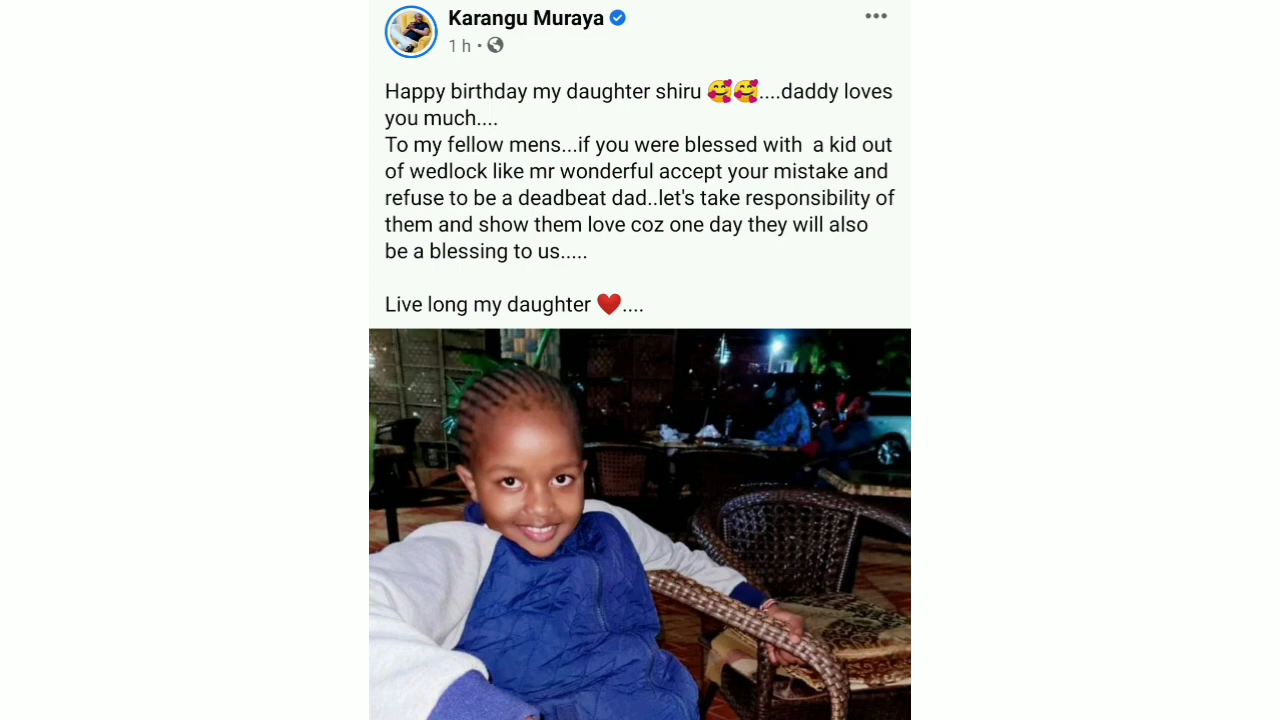 Karangu Muraya
1 h
Happy birthday my daughter shiru 🥰🥰....daddy loves
you much....
To my fellow mens...if you were blessed with  a kid out
of wedlock like mr wonderful accept your mistake and
refuse to be a deadbeat dad..let's take responsibility of
them and show them love coz one day they will also
be a blessing to us.....
Live long my daughter ❤️....